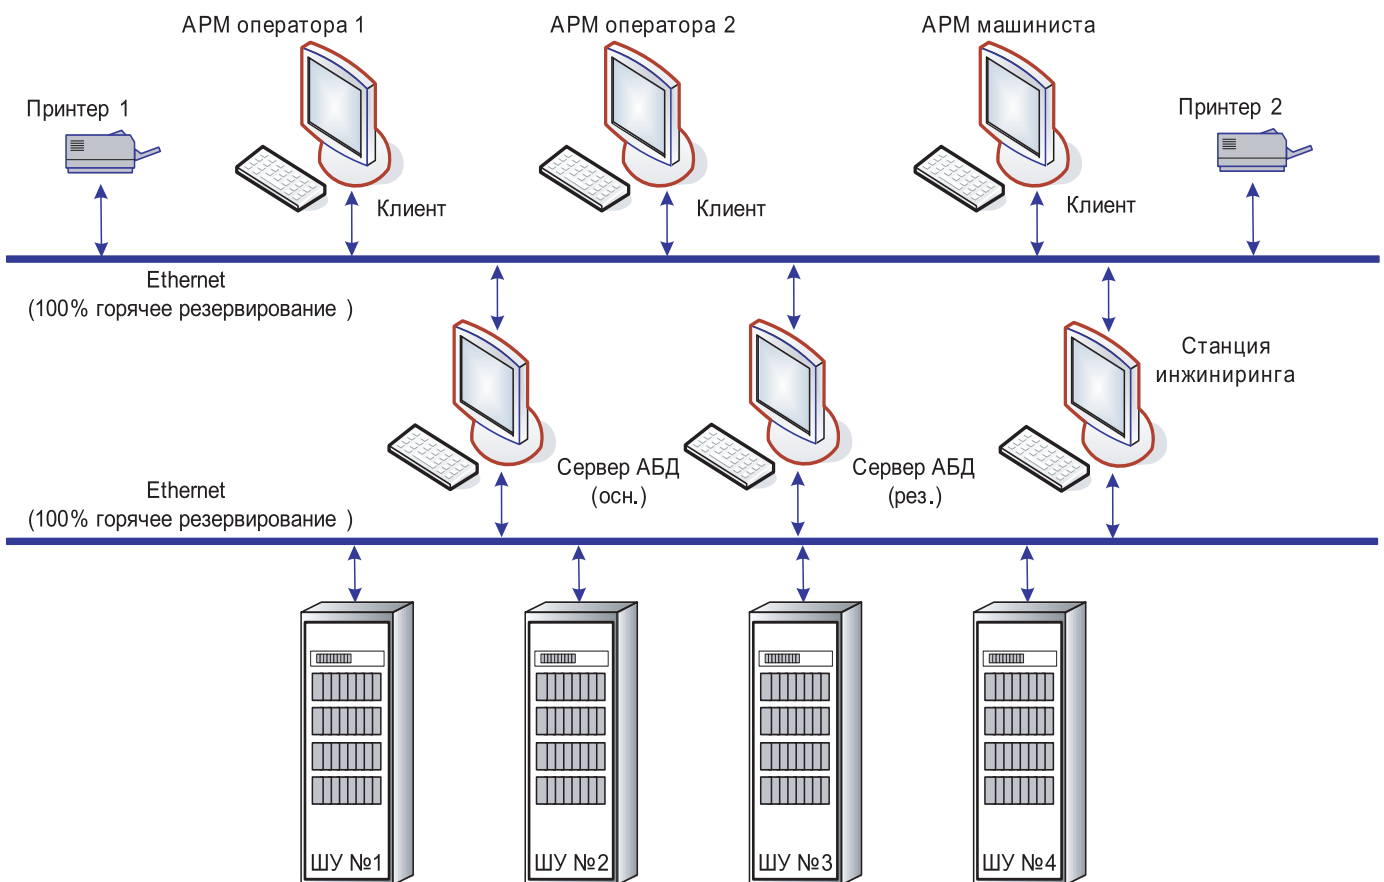 АРМ оператора 1
АРМ оператора 2
АРМ машиниста
Принтер 1
Принтер 2
Клиент
Клиент
Клиент
Ethernet
(100% горячее резервирование )
Станция
инжиниринга
Сервер АБД
(осн.)
Сервер АБД
(рез.)
Ethernet
(100% горячее резервирование )
ШУ №1
ШУ №2
ШУ №3
ШУ №4